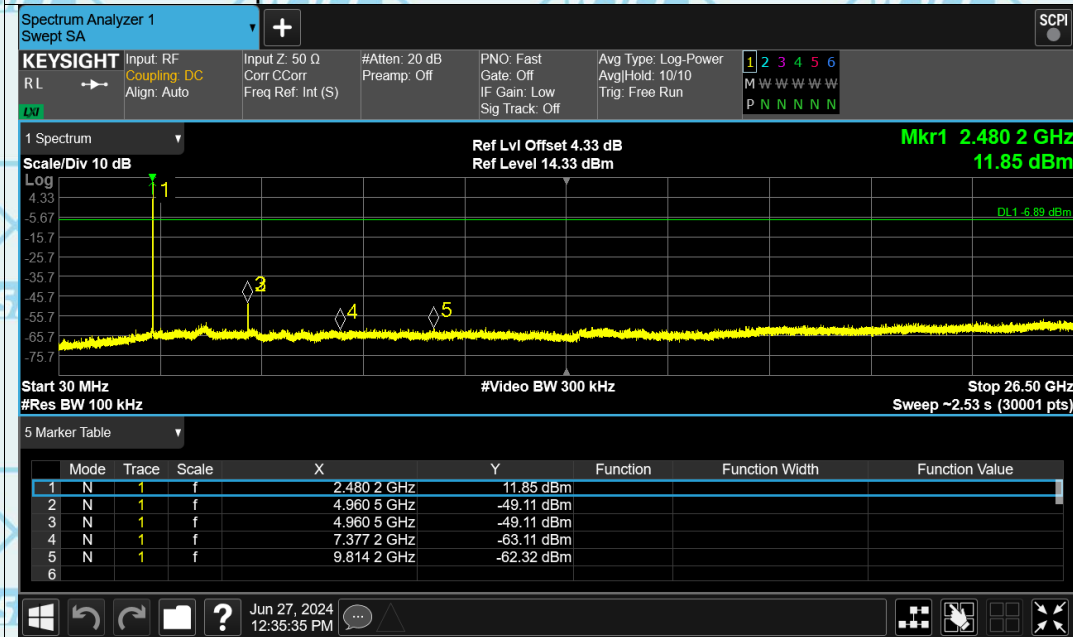 Spectrum Analyzer 1
Swept SA
+
SCPI
KEYSIGHT Input: RF Input Z: 50 Ω #Atten: 20 dB PNO: Fast Avg Type: Log-Power 1 2 3 4 5 6
R L Coupling: DC Corr CCorr Preamp: Off Gate: Off Avg|Hold: 10/10 M W W W W W
Align: Auto Freq Ref: Int (S) IF Gain: Low Trig: Free Run
LXI Sig Track: Off P N N N N N
1 Spectrum
Ref Lvl Offset 4.33 dB
Mkr1 2.480 2 GHz
Scale/Div 10 dB Ref Level 14.33 dBm 11.85 dBm
Log
1
4.33
DL1 -6.89 dBm
-5.67
-15.7
-25.7
-35.7
3
-45.7
4 5
-55.7
-65.7
-75.7
Start 30 MHz #Video BW 300 kHz Stop 26.50 GHz
#Res BW 100 kHz Sweep ~2.53 s (30001 pts)
5 Marker Table
Mode Trace Scale X Y Function Function Width Function Value
1 N 1 f 2.480 2 GHz 11.85 dBm
2 N 1 f 4.960 5 GHz -49.11 dBm
3 N 1 f 4.960 5 GHz -49.11 dBm
4 N 1 f 7.377 2 GHz -63.11 dBm
5 N 1 f 9.814 2 GHz -62.32 dBm
6
?
Jun 27, 2024
12:35:35 PM